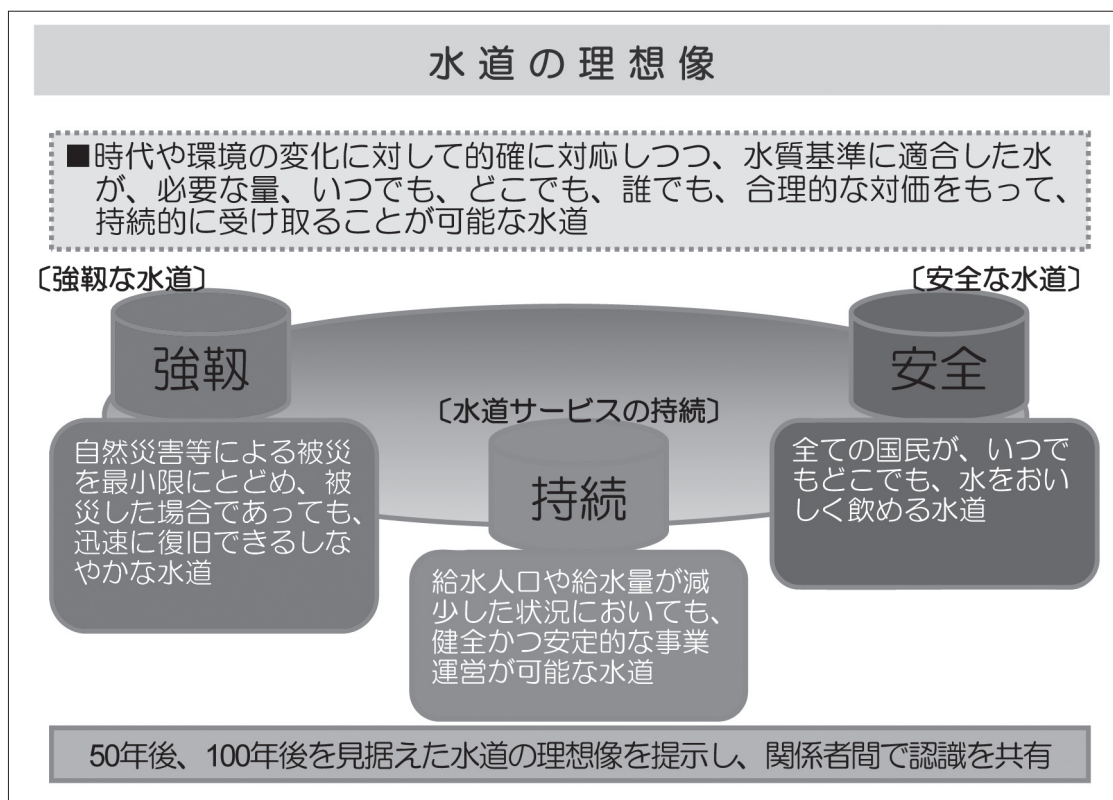 水道の理想像
■時代や環境の変化に対して的確に対応しつつ、水質基準に適合した水
が、必要な量、いつでも、どこでも、誰でも、合理的な対価をもって、
持続的に受け取ることが可能な水道
〔強靱な水道〕
強靱
自然災害等による被災
を最小限にとどめ、被
災した場合であっても、
迅速に復旧できるしな
やかな水道
〔水道サービスの持続〕
持続
給水人口や給水量が減
少した状況においても、
健全かつ安定的な事業
運営が可能な水道
〔安全な水道〕
安全
全ての国民が、いつで
もどこでも、水をおい
しく飲める水道
50年後、100年後を見据えた水道の理想像を提示し、関係者間で認識を共有